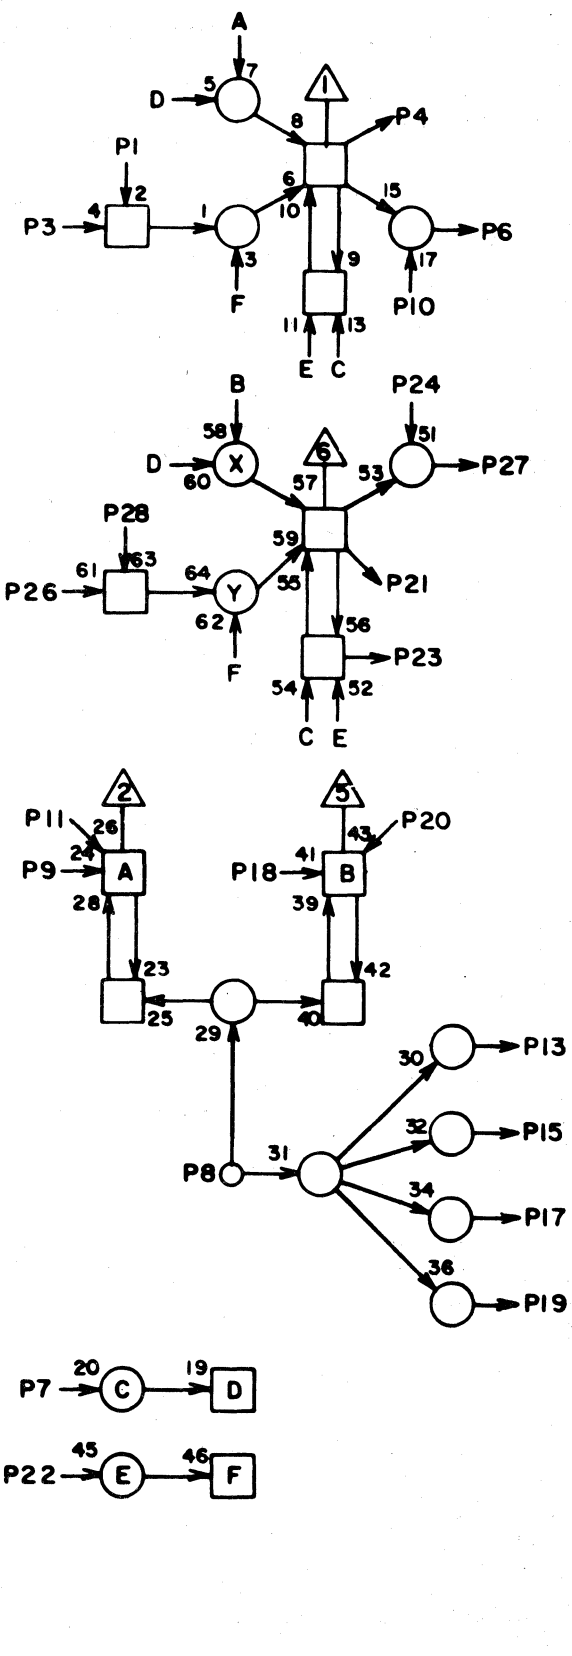 A
7
5
D
1
8
P4
P1
6
15
4
2
10
P3
1
P6
3
9
17
F
P10
11
13
E C
B
P24
58
51
6
X
D
57
53
P27
60
P28
59
61
63
64
55
P21
P26
Y
62
56
P23
F
54
52
C E
2
5
P11
26
43
P20
24
41
P9
A
P18
B
28
39
23
42
25
40
29
P13
30
32
P15
31
P8
34
P17
36
P19
20
19
P7
C
D
45
46
P22
E
F